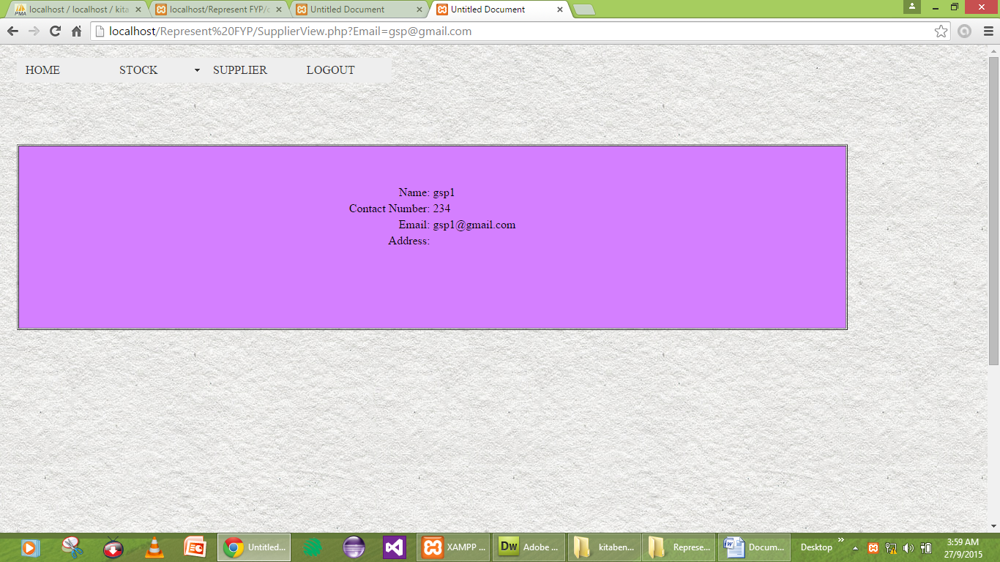 localhost / localhost / kita
localhost/Represent FYP/
Untitled Document
Untitled Document
localhost/Represent%20FYP/SupplierView.php?Email=gsp@gmail.com
HOME STOCK SUPPLIER LOGOUT
Name: gsp1
Contact Number: 234
Email: gsp1@gmail.com
Address:
Untitled... XAMPP ... Dw Adobe ... kitaben... Represe... Docum... Desktop 3:59 AM
27/9/2015